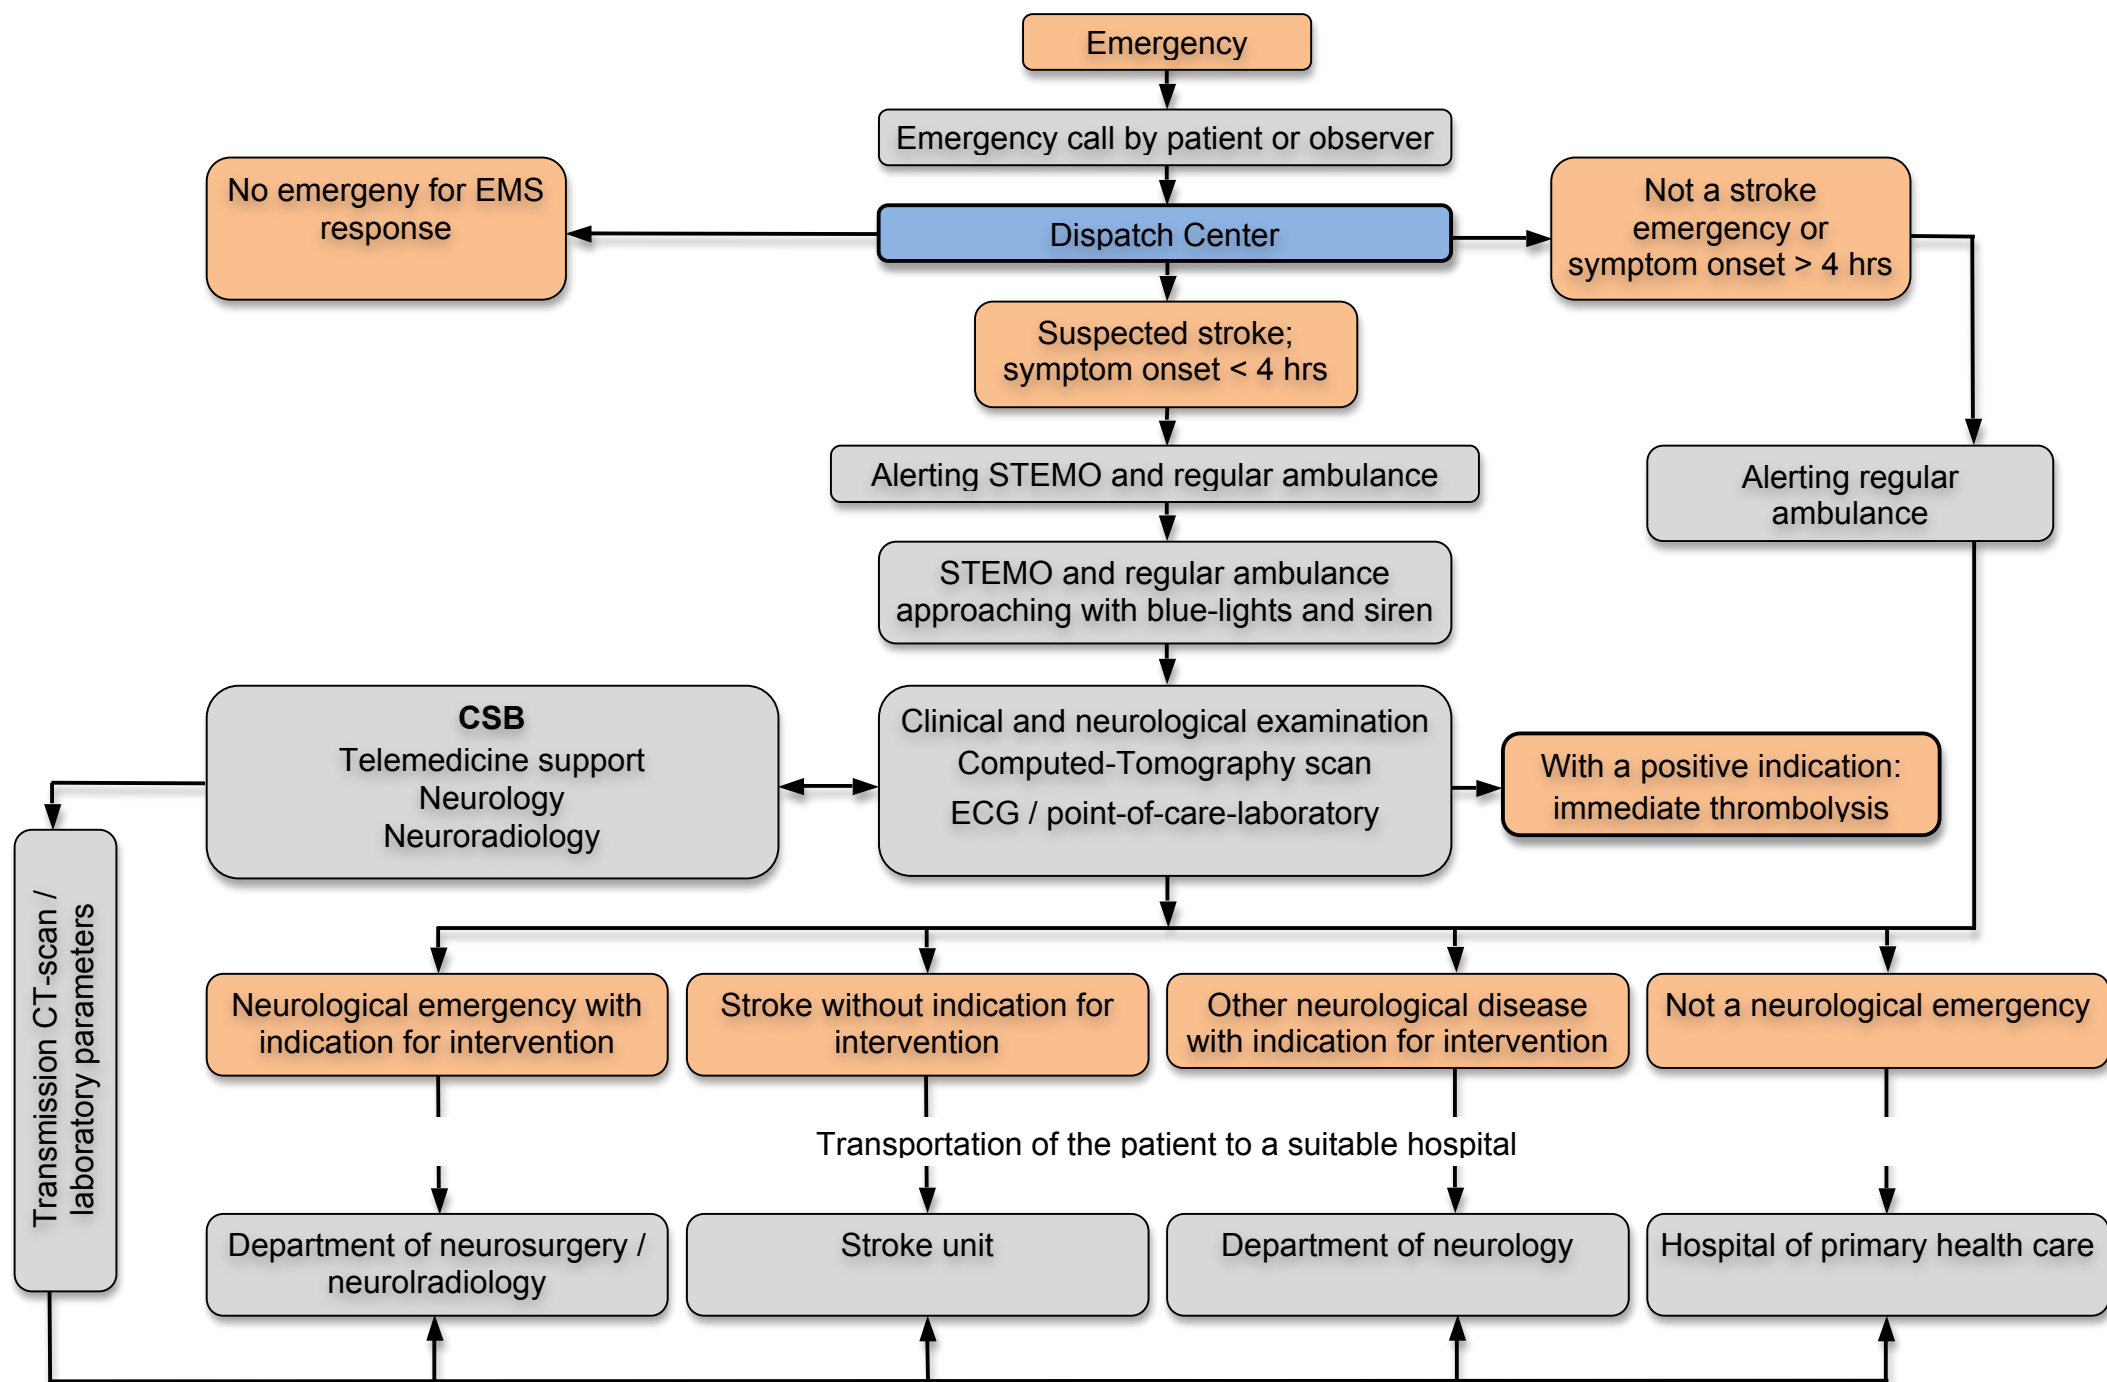 Emergency
Emergency call by patient or observer
No emergeny for EMS
response
Dispatch Center
Not a stroke
emergency or
symptom onset > 4 hrs
Suspected stroke;
symptom onset < 4 hrs
Alerting STEMO and regular ambulance
Alerting regular
ambulance
STEMO and regular ambulance
approaching with blue-lights and siren
CSB
Telemedicine support
Neurology
Neuroradiology
Clinical and neurological examination
Computed-Tomography scan
ECG / point-of-care-laboratory
With a positive indication:
immediate thrombolysis
Transmission CT-scan /
laboratory parameters
Neurological emergency with
indication for intervention
Stroke without indication for
intervention
Other neurological disease
with indication for intervention
Not a neurological emergency
Transportation of the patient to a suitable hospital
Department of neurosurgery /
neurolradiology
Stroke unit
Department of neurology
Hospital of primary health care